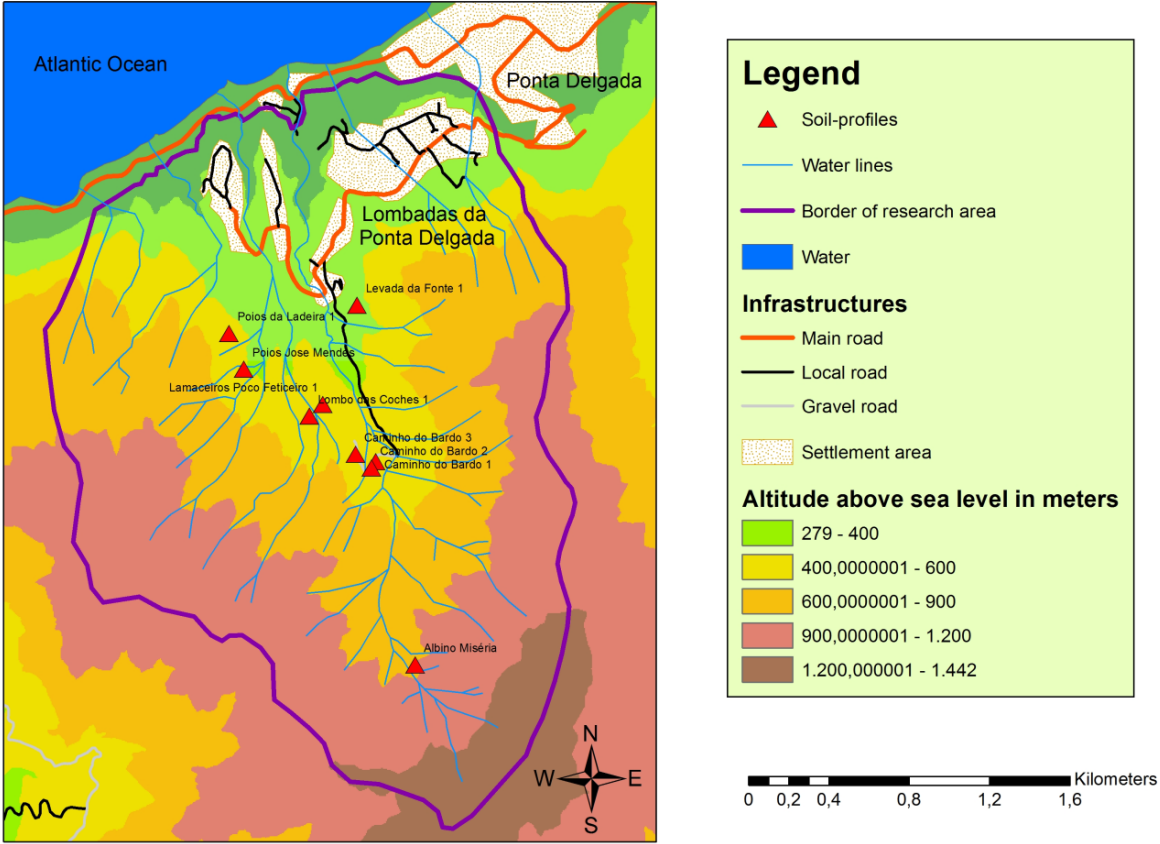 Atlantic Ocean
Ponta Delgada
Lombadas da
Ponta Delgada
Levada da Fonte 1
Poios da Ladeira 1
Poios Jose Mendes
Lamaceiros Poco Feticeiro 1
Lombo das Coches 1
Caminho do Bardo 3
Caminho do Bardo 2
Caminho do Bardo 1
Albino Miséria
N
W E
S
Legend
Soil-profiles
Water lines
Border of research area
Water
Infrastructures
Main road
Local road
Gravel road
Settlement area
Altitude above sea level in meters
279 - 400
400,0000001 - 600
600,0000001 - 900
900,0000001 - 1.200
1.200,000001 - 1.442
Kilometers
0 0,2 0,4 0,8 1,2 1,6